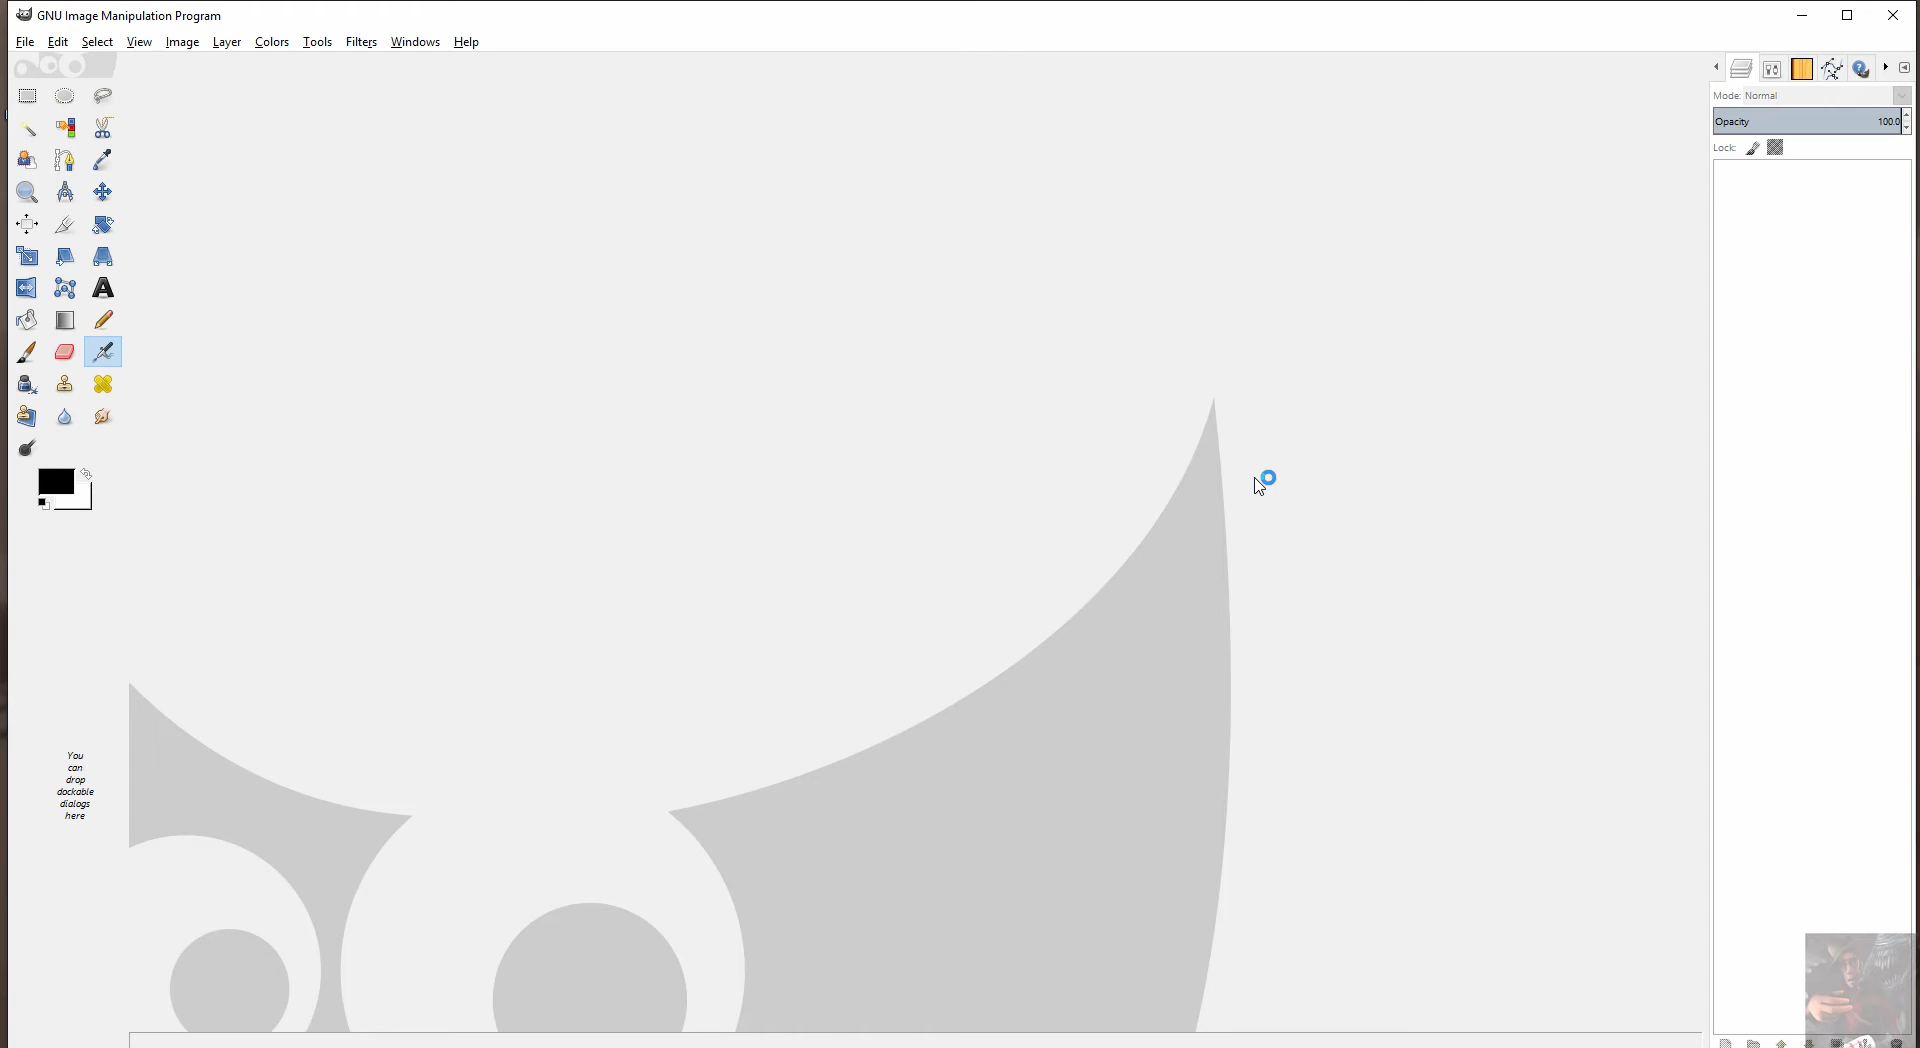 GNU Image Manipulation Program
File Edit Select View Image Layer Colors Tools Filters Windows Help
Mode: Normal
Opacity 100.0
Lock:
You
can
drop
dockable
dialogs
here